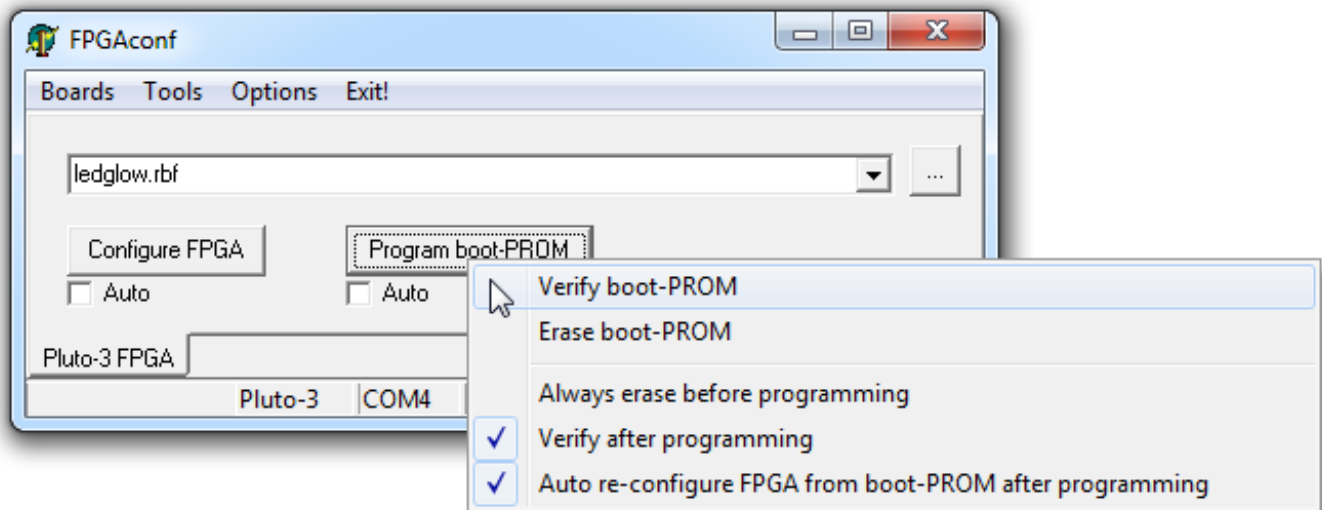 FPGAconf
Boards Tools Options Exit!
ledglow.rbf
...
Configure FPGA Program boot-PROM
Auto Auto
Verify boot-PROM
Erase boot-PROM
Always erase before programming
Verify after programming
Auto re-configure FPGA from boot-PROM after programming
Pluto-3 FPGA
Pluto-3 COM4